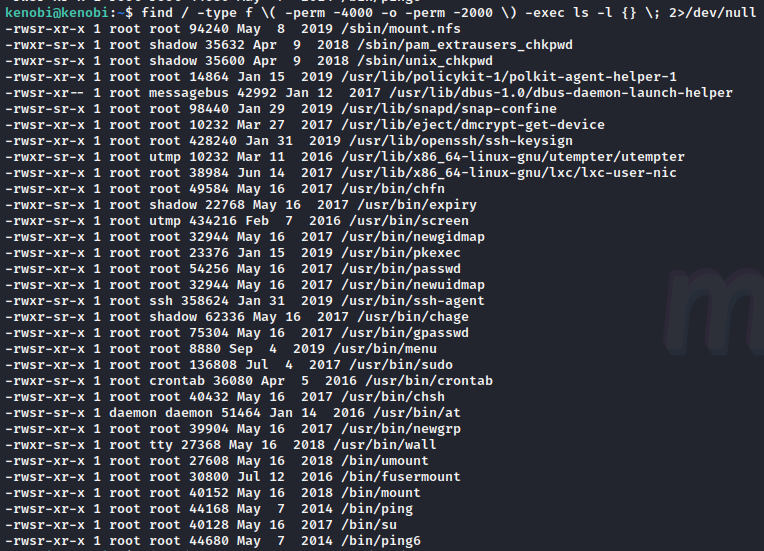 kenobi@kenobi:~$ find / -type f \( -perm -4000 -o -perm -2000 \) -exec ls -l {} \; 2>/dev/null
-rwsr-xr-x 1 root root 94240 May  8  2019 /sbin/mount.nfs
-rwxr-sr-x 1 root shadow 35632 Apr  9  2018 /sbin/pam_extrausers_chkpwd
-rwxr-sr-x 1 root shadow 35600 Apr  9  2018 /sbin/unix_chkpwd
-rwsr-xr-x 1 root root 14864 Jan 15  2019 /usr/lib/policykit-1/polkit-agent-helper-1
-rwsr-xr-- 1 root messagebus 42992 Jan 12  2017 /usr/lib/dbus-1.0/dbus-daemon-launch-helper
-rwsr-sr-x 1 root root 98440 Jan 29  2019 /usr/lib/snapd/snap-confine
-rwsr-xr-x 1 root root 10232 Mar 27  2017 /usr/lib/eject/dmcrypt-get-device
-rwsr-xr-x 1 root root 428240 Jan 31  2019 /usr/lib/openssh/ssh-keysign
-rwxr-sr-x 1 root utmp 10232 Mar 11  2016 /usr/lib/x86_64-linux-gnu/utempter/utempter
-rwsr-xr-x 1 root root 38984 Jun 14  2017 /usr/lib/x86_64-linux-gnu/lxc/lxc-user-nic
-rwsr-xr-x 1 root root 49584 May 16  2017 /usr/bin/chfn
-rwxr-sr-x 1 root shadow 22768 May 16  2017 /usr/bin/expiry
-rwxr-sr-x 1 root utmp 434216 Feb  7  2016 /usr/bin/screen
-rwsr-xr-x 1 root root 32944 May 16  2017 /usr/bin/newgidmap
-rwsr-xr-x 1 root root 23376 Jan 15  2019 /usr/bin/pkexec
-rwsr-xr-x 1 root root 54256 May 16  2017 /usr/bin/passwd
-rwsr-xr-x 1 root root 32944 May 16  2017 /usr/bin/newuidmap
-rwxr-sr-x 1 root ssh 358624 Jan 31  2019 /usr/bin/ssh-agent
-rwxr-sr-x 1 root shadow 62336 May 16  2017 /usr/bin/chage
-rwsr-xr-x 1 root root 75304 May 16  2017 /usr/bin/gpasswd
-rwsr-xr-x 1 root root 8880 Sep  4  2019 /usr/bin/menu
-rwsr-xr-x 1 root root 136808 Jul  4  2017 /usr/bin/sudo
-rwxr-sr-x 1 root crontab 36080 Apr  5  2016 /usr/bin/crontab
-rwsr-xr-x 1 root root 40432 May 16  2017 /usr/bin/chsh
-rwsr-sr-x 1 daemon daemon 51464 Jan 14  2016 /usr/bin/at
-rwsr-xr-x 1 root root 39904 May 16  2017 /usr/bin/newgrp
-rwxr-sr-x 1 root tty 27368 May 16  2018 /usr/bin/wall
-rwsr-xr-x 1 root root 27608 May 16  2018 /bin/umount
-rwsr-xr-x 1 root root 30800 Jul 12  2016 /bin/fusermount
-rwsr-xr-x 1 root root 40152 May 16  2018 /bin/mount
-rwsr-xr-x 1 root root 44168 May  7  2014 /bin/ping
-rwsr-xr-x 1 root root 40128 May 16  2017 /bin/su
-rwsr-xr-x 1 root root 44680 May  7  2014 /bin/ping6